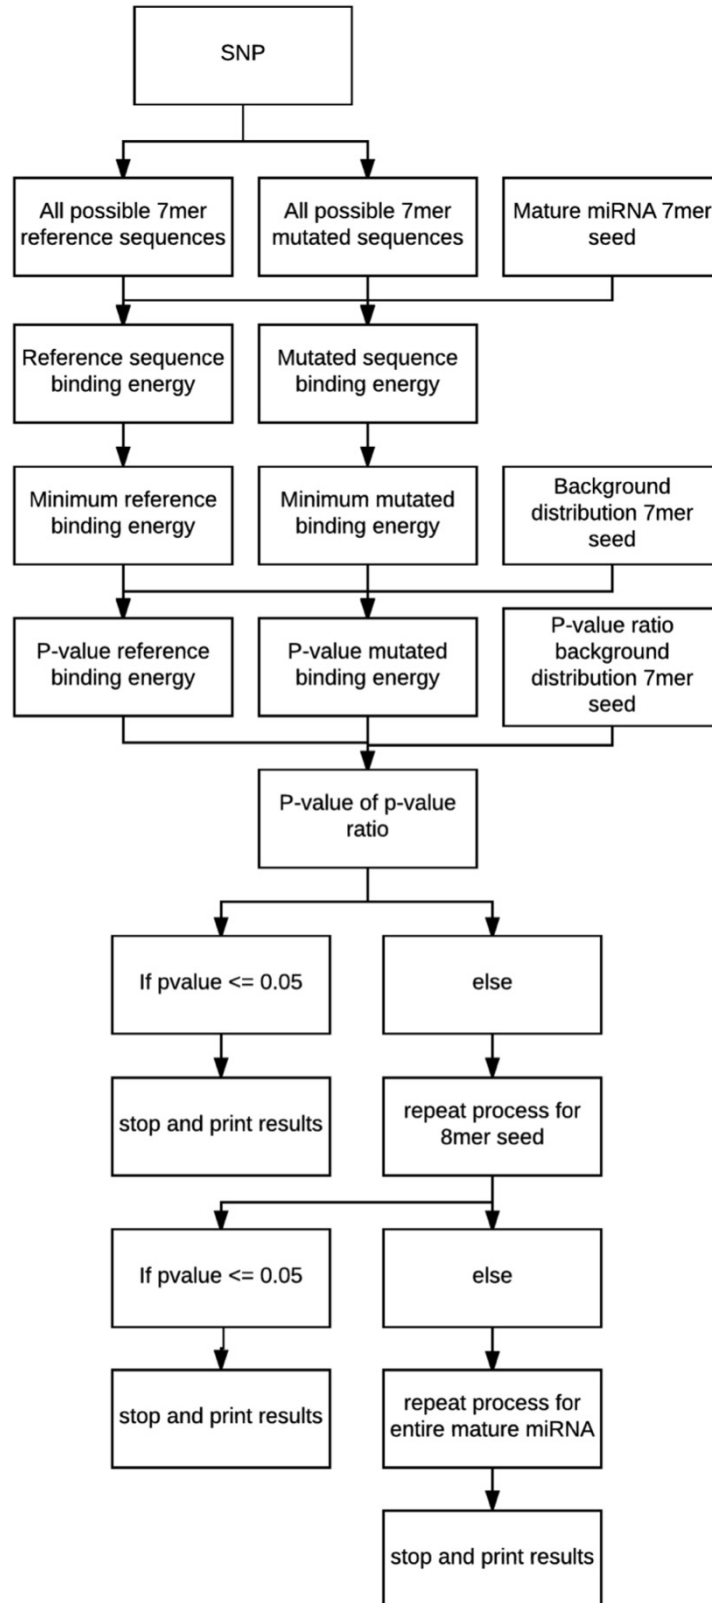 SNP
All possible 7mer
reference sequences
All possible 7mer
mutated sequences
Mature miRNA 7mer
seed
Reference sequence
binding energy
Mutated sequence
binding energy
Minimum reference
binding energy
Minimum mutated
binding energy
Background
distribution 7mer
seed
P-value reference
binding energy
P-value mutated
binding energy
P-value ratio
background
distribution 7mer
seed
P-value of p-value
ratio
If pvalue <= 0.05
else
stop and print results
repeat process for
8mer seed
If pvalue <= 0.05
else
stop and print results
repeat process for
entire mature miRNA
stop and print results